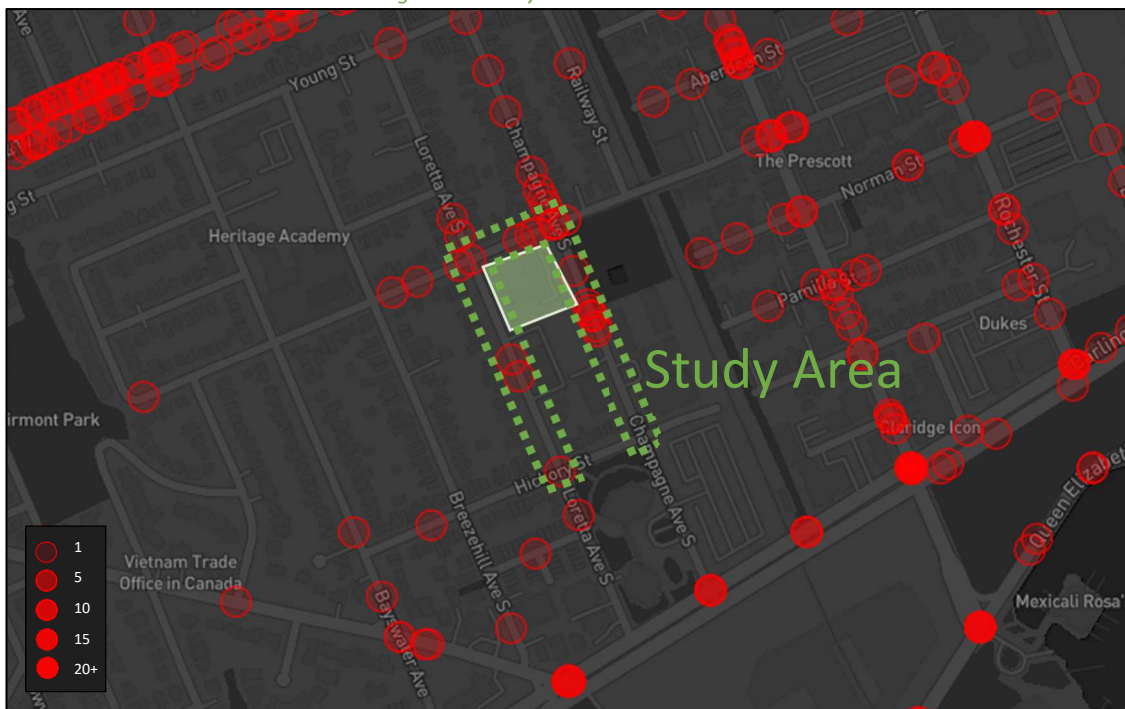 Ave
Young St
Railway St
Aberdeen St
Champagne Ave S
Loretta Ave S
The Prescott
Norman St
g St
Heritage Academy
Rochester St
Pamilla St
Dukes
Carling
Study Area
irmont Park
Claridge Icon
Champagne Ave S
Hickory St
Queen Elizabet
Loretta Ave S
Breezehill Ave S
Vietnam Trade
Office in Canada
Bayswater Ave
Mexicali Rosa'
1
5
10
15
20+